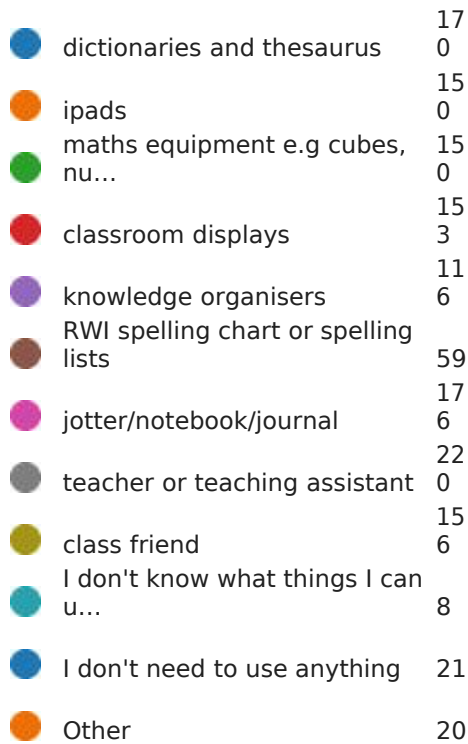 17
dictionaries and thesaurus 0
15
ipads 0
maths equipment e.g cubes, 15
nu... 0
15
classroom displays 3
11
knowledge organisers 6
RWI spelling chart or spelling
lists 59
17
jotter/notebook/journal 6
22
teacher or teaching assistant 0
15
class friend 6
I don't know what things I can
u... 8
I don't need to use anything 21
Other 20